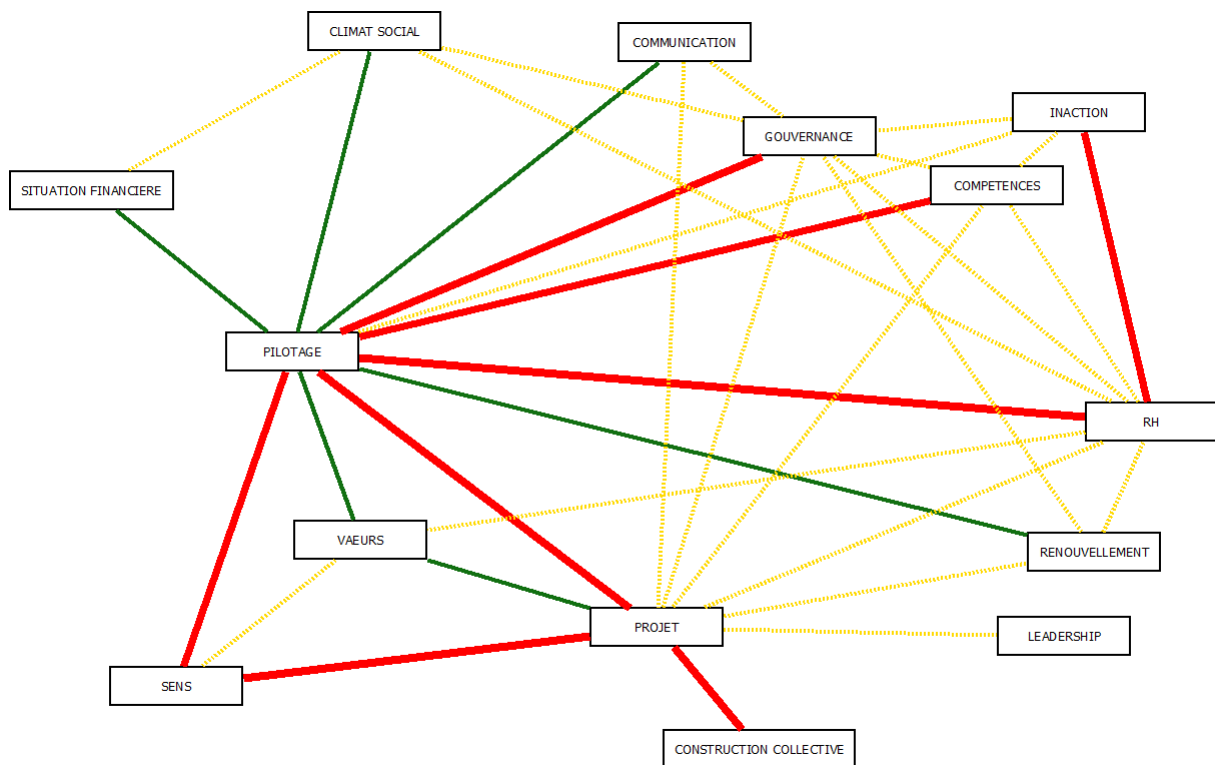 CLIMAT SOCIAL
COMMUNICATION
INACTION
GOUVERNANCE
SITUATION FINANCIERE
COMPETENCES
PILOTAGE
RH
VAEURS
RENOUVELLEMENT
PROJET
LEADERSHIP
SENS
CONSTRUCTION COLLECTIVE